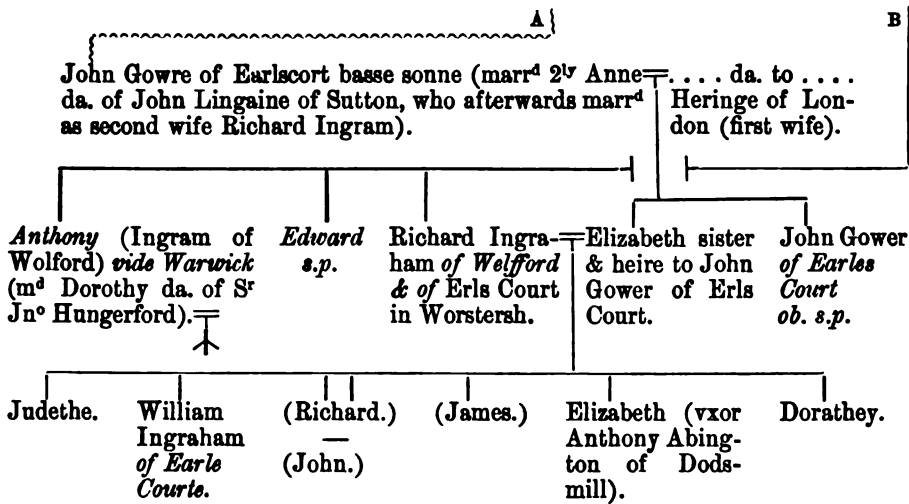 A B
John Gowre of Earlscort basse sonne (marrᵈ 2ˡʸ Anne
da. of John Lingaine of Sutton, who afterwards marrᵈ
as second wife Richard Ingram).
. . . . da. to . . . .
Heringe of Lon-
don (first wife).
Anthony (Ingram of
Wolford) vide Warwick
(mᵈ Dorothy da. of Sʳ
Jnᵒ Hungerford).
Edward
s.p.
Richard Ingra-
ham of Welfford
& of Erls Court
in Worstersh.
Elizabeth sister
& heire to John
Gower of Erls
Court.
John Gower
of Earles
Court
ob. s.p.
Judethe.
William
Ingraham
of Earle
Courte.
(Richard.)
—
(John.)
(James.)
Elizabeth (vxor
Anthony Abing-
ton of Dods-
mill).
Dorathey.